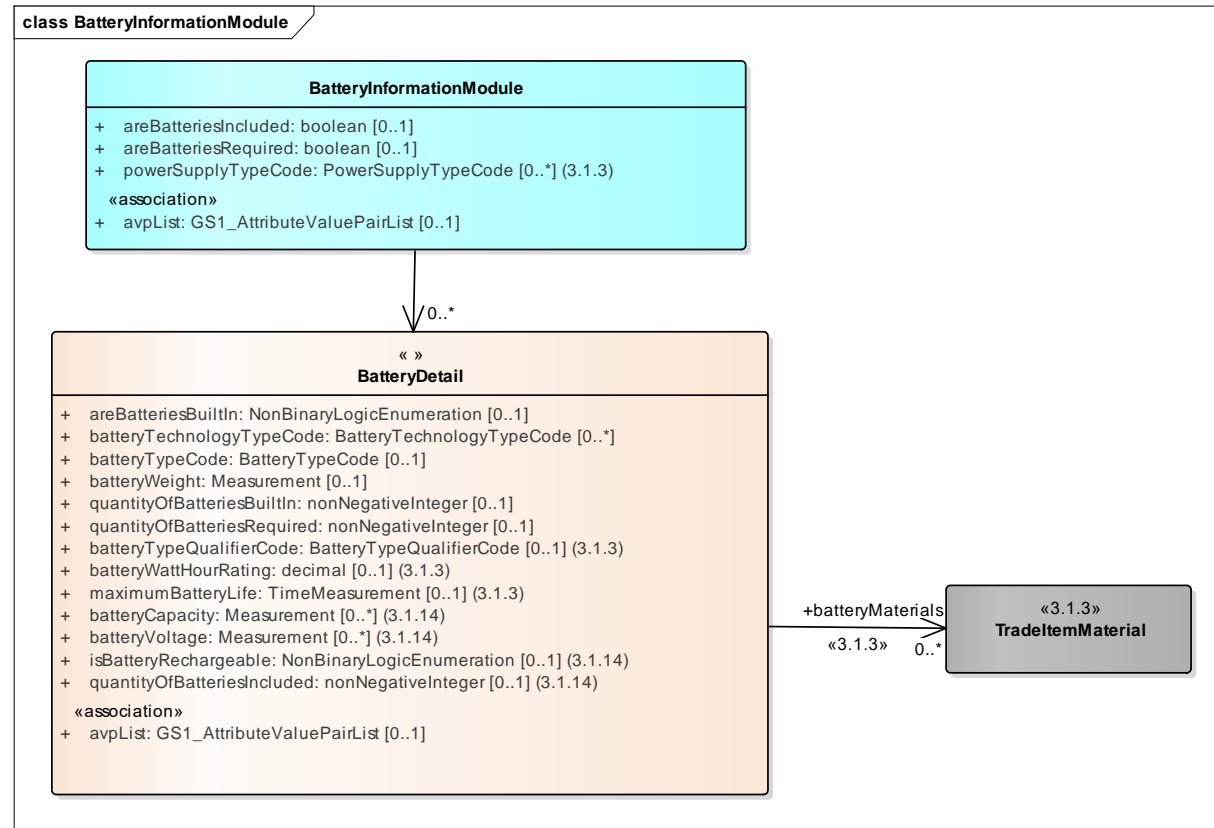 class BatteryInformationModule
BatteryInformationModule
+ areBatteriesIncluded: boolean [0..1]
+ areBatteriesRequired: boolean [0..1]
+ powerSupplyTypeCode: PowerSupplyTypeCode [0..*] (3.1.3)
«association»
+ avpList: GS1_AttributeValuePairList [0..1]
0..*
« »
BatteryDetail
+ areBatteriesBuiltIn: NonBinaryLogicEnumeration [0..1]
+ batteryTechnologyTypeCode: BatteryTechnologyTypeCode [0..*]
+ batteryTypeCode: BatteryTypeCode [0..1]
+ batteryWeight: Measurement [0..1]
+ quantityOfBatteriesBuiltIn: nonNegativeInteger [0..1]
+ quantityOfBatteriesRequired: nonNegativeInteger [0..1]
+ batteryTypeQualifierCode: BatteryTypeQualifierCode [0..1] (3.1.3)
+ batteryWattHourRating: decimal [0..1] (3.1.3)
+ maximumBatteryLife: TimeMeasurement [0..1] (3.1.3)
+ batteryCapacity: Measurement [0..*] (3.1.14)
+ batteryVoltage: Measurement [0..*] (3.1.14)
+ isBatteryRechargeable: NonBinaryLogicEnumeration [0..1] (3.1.14)
+ quantityOfBatteriesIncluded: nonNegativeInteger [0..1] (3.1.14)
«association»
+ avpList: GS1_AttributeValuePairList [0..1]
+batteryMaterials
«3.1.3»
0..*
«3.1.3»
TradeItemMaterial